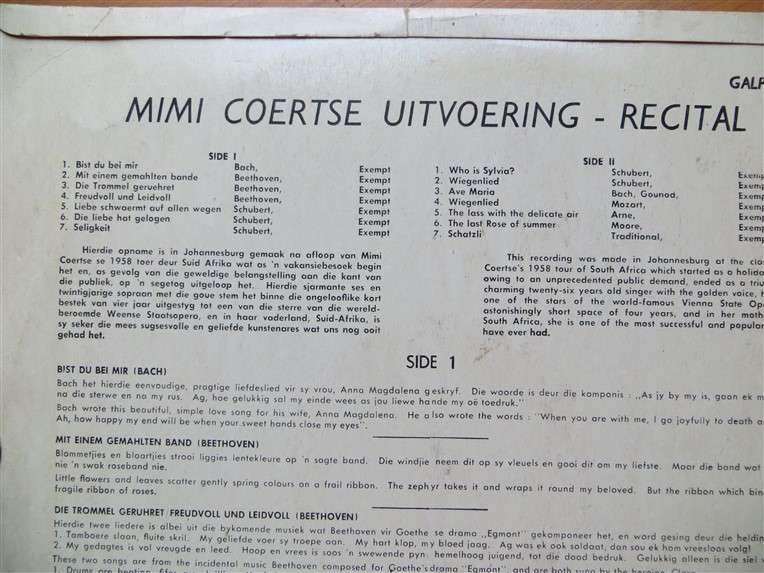 GALP
MIMI COERTSE UITVOERING - RECITAL
SIDE I
1. Bist du bei mir Bach, Exempt
2. Mit einem gemahlten bande Beethoven, Exempt
3. Die Trommel geruehret Beethoven, Exempt
4. Freudvoll und Leidvoll Beethoven, Exempt
5. Liebe schwaermt auf allen wegen Schubert, Exempt
6. Die liebe hat gelogen Schubert, Exempt
7. Seligkeit Schubert, Exempt
SIDE II
1. Who is Sylvia? Schubert, Exemp
2. Wiegenlied Schubert, Exemp
3. Ave Maria Bach, Gounod, Exemp
4. Wiegenlied Mozart, Exemp
5. The lass with the delicate air Arne, Exemp
6. The last Rose of summer Moore, Exemp
7. Schatzli Traditional, Exemp
Hierdie opname is in Johannesburg gemaak na afloop van Mimi
Coertse se 1958 toer deur Suid Afrika wat as 'n vakansiebesoek begin
het en, as gevolg van die geweldige belangstelling aan die kant van
die publiek, op 'n segetog uitgeloop het. Hierdie sjarmante ses en
twintigjarige sopraan met die goue stem het binne die ongelooflike kort
bestek van vier jaar uitgestyg tot een van die sterre van die wereld-
beroemde Weense Staatsopera, en in haar vaderland, Suid-Afrika, is
sy seker die mees sugsesvolle en geliefde kunstenares wat uns nog ooit
gehad het.
This recording was made in Johannesburg at the clos
Coertse's 1958 tour of South Africa which started as a holida
owing to an unprecedented public demand, ended as a triu
charming twenty-six years old singer with the golden voice, h
one of the stars of the world-famous Vienna State Ope
astonishingly short space of four years, and in her moth
South Africa, she is one of the most successful and popular
have ever had.
SIDE 1
BIST DU BEI MIR (BACH)
Bach het hierdie eenvoudige, pragtige liefdeslied vir sy vrou, Anna Magdalena geskryf. Die woorde is deur die komponis : „As jy by my is, gaan ek m
na die sterwe en na my rus. Ag, hoe gelukkig sal my einde wees as jou liewe hande my oë toedruk."
Bach wrote this beautiful, simple love song for his wife, Anna Magdalena. He also wrote the words : "When you are with me, I go joyfully to death a
Ah, how happy my end will be when your sweet hands close my eyes".
MIT EINEM GEMAHLTEN BAND (BEETHOVEN)
Blommetjies en blaartjies strooi liggies lentekleure op 'n sagte band. Die windjie neem dit op sy vleuels en gooi dit om my liefste. Maar die band wat
nie 'n swak roseband nie.
Little flowers and leaves scatter gently spring colours on a frail ribbon. The zephyr takes it and wraps it round my beloved. But the ribbon which bin
fragile ribbon of roses.
DIE TROMMEL GERUHRET FREUDVOLL UND LEIDVOLL (BEETHOVEN)
Hierdie twee liedere is albei uit die bykomende musiek wat Beethoven vir Goethe se drama „Egmont" gekomponeer het, en word gesing deur die heldin
1. Tamboere slaan, fluite skril. My geliefde voer sy troepe aan. My hart klop, my bloed jaag. Ag was ek ook soldaat, dan sou ek hom vreesloos volg!
2. My gedagtes is vol vreugde en leed. Hoop en vrees is soos 'n swewende pyn. hemelhoog juigend, tot die dood bedruk. Gelukkig alleen is die siel v
These two songs are from the incidental music Beethoven composed for Goethe's drama "Egmont", and are both sung by the heroine
1. Drums are beating, fifes